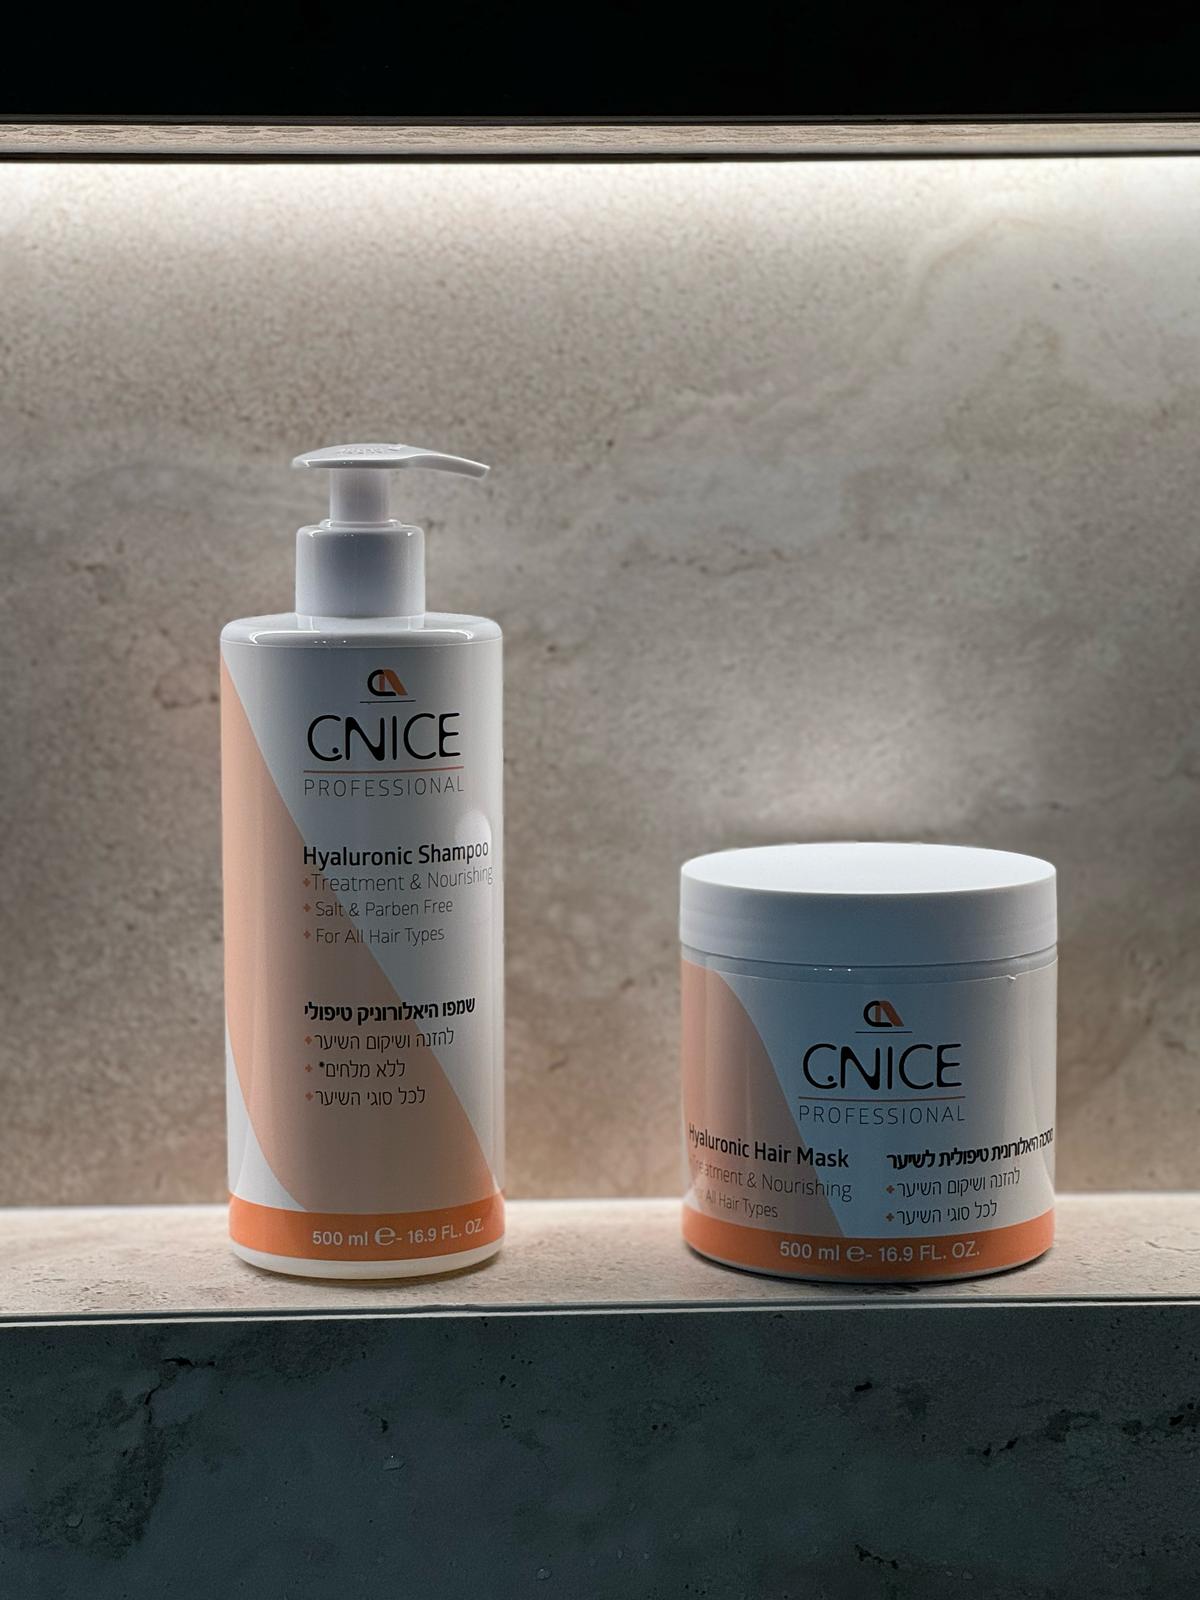 C.NICE
PROFESSIONAL
Hyaluronic Shampoo
+Treatment & Nourishing
+ Salt & Parben Free
+ For All Hair Types
שמפו היאלורוניק טיפולי
+להזנה ושיקום השיער
+ ללא מלחים*
+לכל סוגי השיער
500 ml ℮- 16.9 FL. OZ.
C.NICE
PROFESSIONAL
Hyaluronic Hair Mask
Treatment & Nourishing
For All Hair Types
מסכה היאלורונית טיפולית לשיער
+להזנה ושיקום השיער
+לכל סוגי השיער
500 ml ℮- 16.9 FL. OZ.